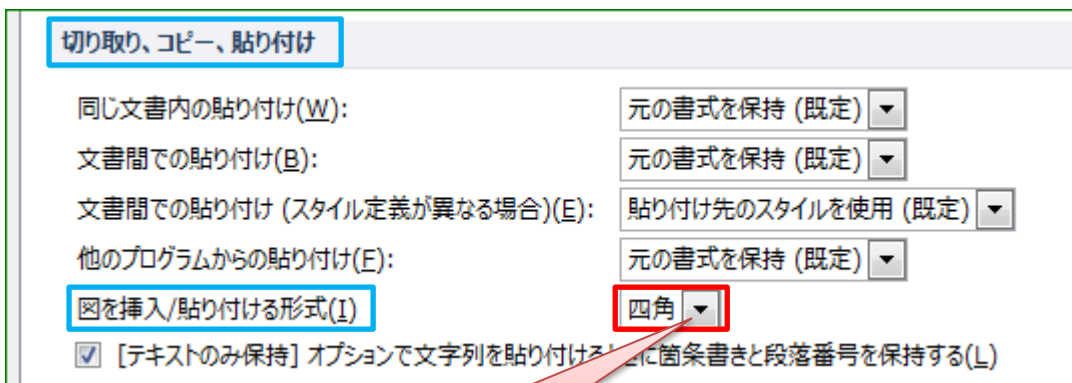 切り取り、コピー、貼り付け
同じ文書内の貼り付け(W): 元の書式を保持 (既定)
文書間での貼り付け(B): 元の書式を保持 (既定)
文書間での貼り付け (スタイル定義が異なる場合)(E): 貼り付け先のスタイルを使用 (既定)
他のプログラムからの貼り付け(F): 元の書式を保持 (既定)
図を挿入/貼り付ける形式(I) 四角
[テキストのみ保持] オプションで文字列を貼り付けるときに箇条書きと段落番号を保持する(L)